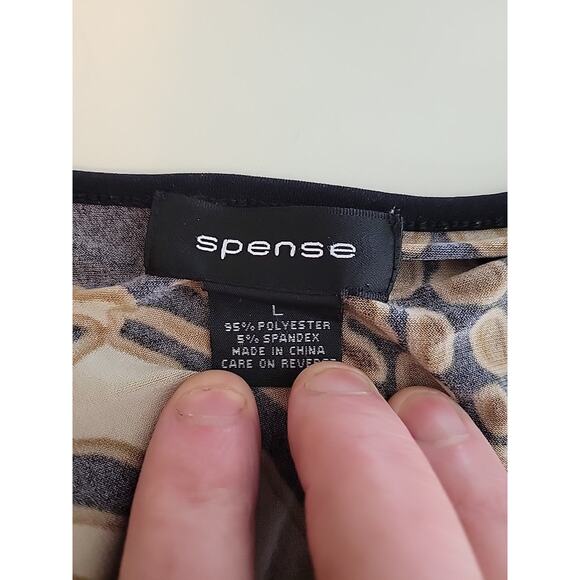 spense
L
95% POLYESTER
5% SPANDEX
MADE IN CHINA
CARE ON REVERSE